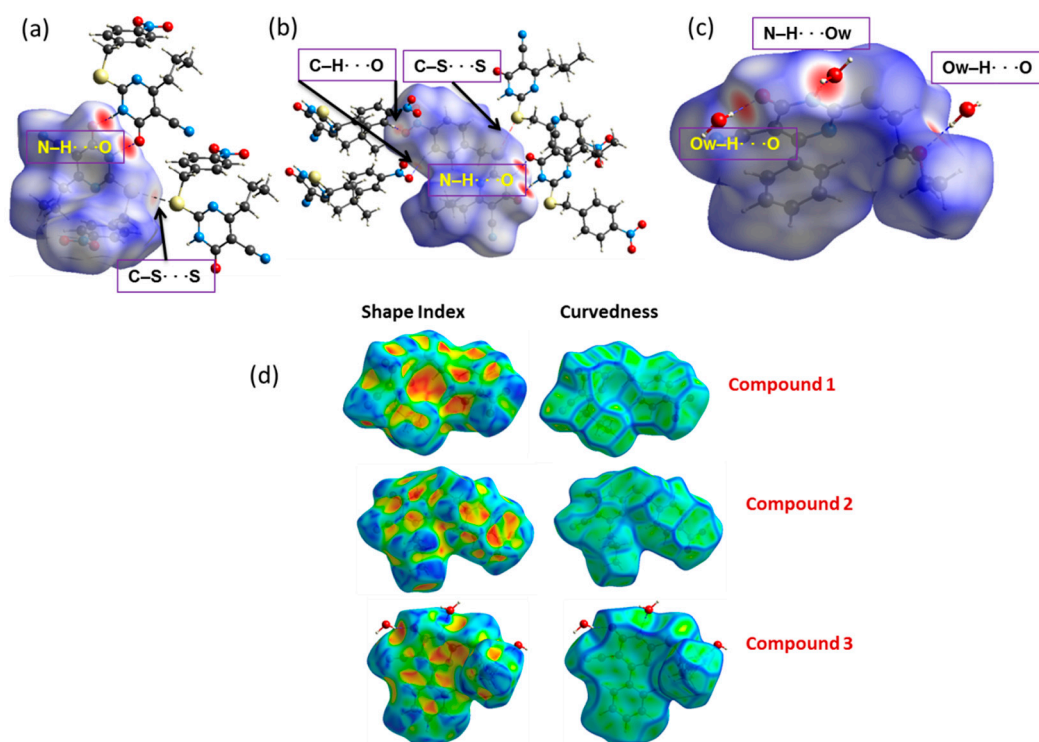 (a)
N–H· · ·O
C–S· · ·S
(b)
C–H· · ·O
C–S· · ·S
N–H· · ·O
(c)
N–H· · ·Ow
Ow–H· · ·O
Ow–H· · ·O
(d)
Shape Index
Curvedness
Compound 1
Compound 2
Compound 3